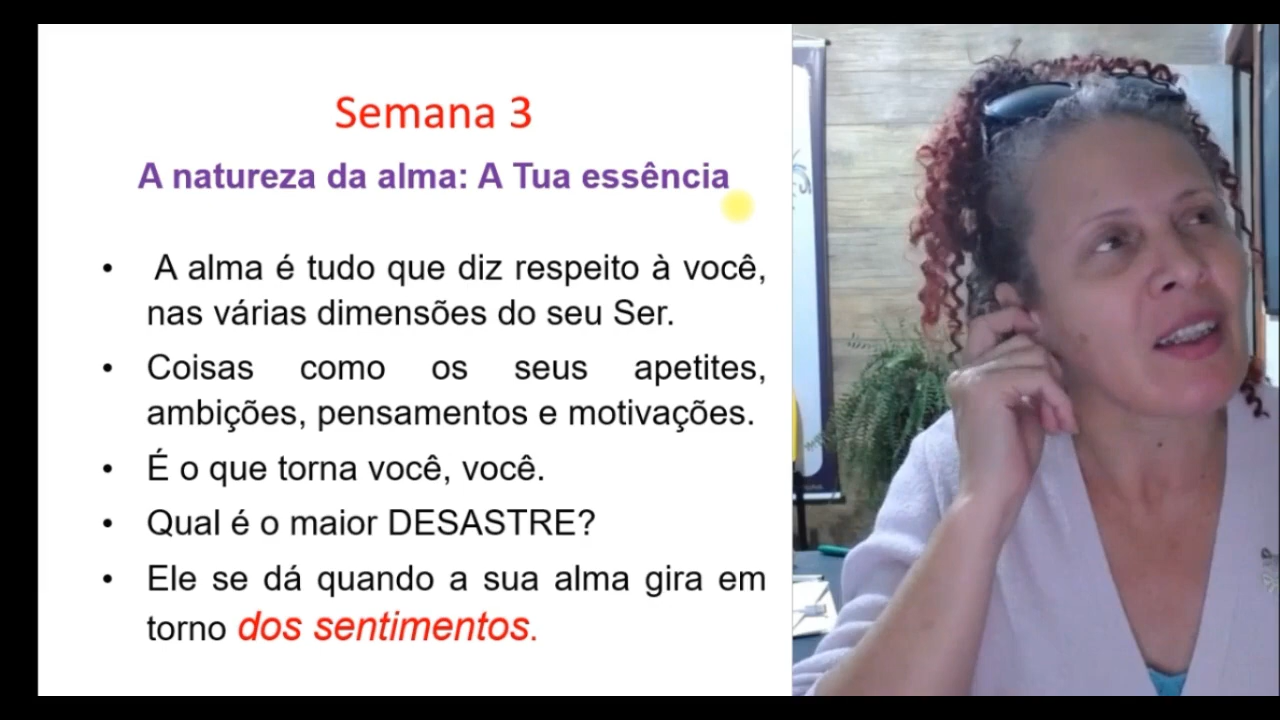 Semana 3
A natureza da alma: A Tua essência
• A alma é tudo que diz respeito à você,
nas várias dimensões do seu Ser.
• Coisas como os seus apetites,
ambições, pensamentos e motivações.
• É o que torna você, você.
• Qual é o maior DESASTRE?
• Ele se dá quando a sua alma gira em
torno dos sentimentos.